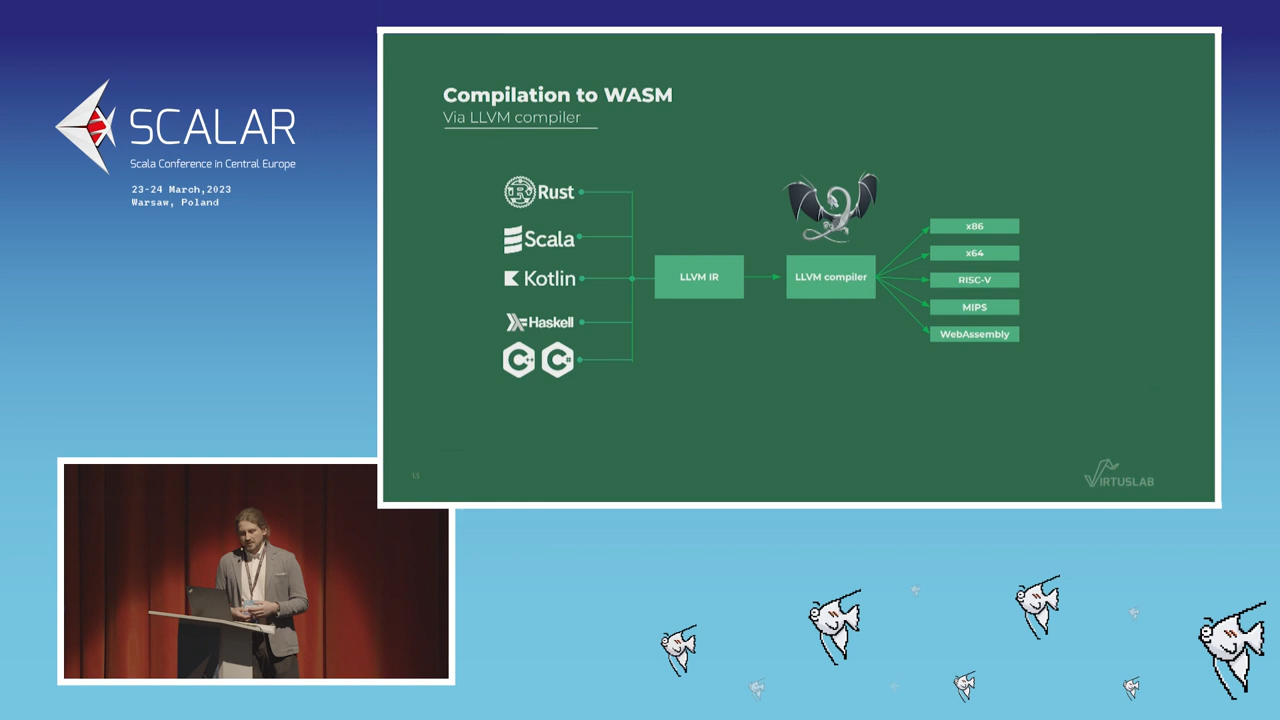 SCALAR
Scala Conference in Central Europe
23-24 March,2023
Warsaw, Poland
Compilation to WASM
Via LLVM compiler
Rust
Scala
Kotlin
Haskell
C++ C#
LLVM IR
LLVM compiler
x86
x64
RISC-V
MIPS
WebAssembly
13
VIRTUSLAB